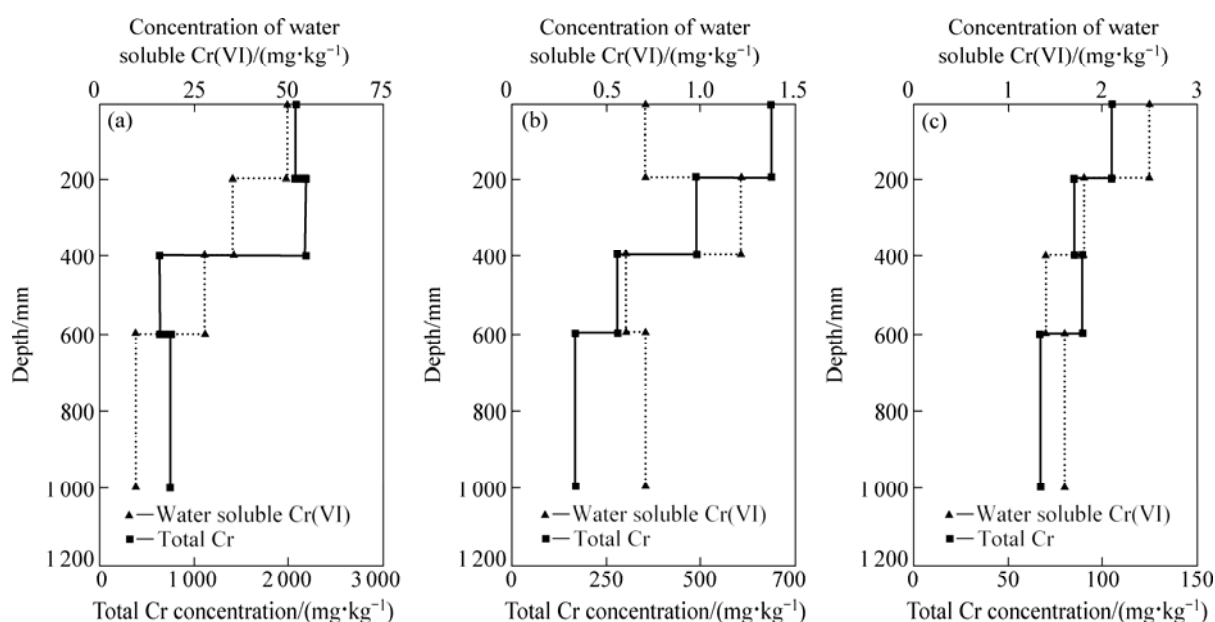 Concentration of water
soluble Cr(VI)/(mg•kg⁻¹)
0 25 50 75
(a)
200
400
600
800
1 000
1 200
Depth/mm
Water soluble Cr(VI)
Total Cr
0 1 000 2 000 3 000
Total Cr concentration/(mg•kg⁻¹)
Concentration of water
soluble Cr(VI)/(mg•kg⁻¹)
0 0.6 1.0 1.5
(b)
200
400
600
800
1 000
1 200
Depth/mm
Water soluble Cr(VI)
Total Cr
0 250 500 700
Total Cr concentration/(mg•kg⁻¹)
Concentration of water
soluble Cr(VI)/(mg•kg⁻¹)
0 1 2 3
(c)
200
400
600
800
1 000
1 200
Depth/mm
Water soluble Cr(VI)
Total Cr
0 50 100 150
Total Cr concentration/(mg•kg⁻¹)